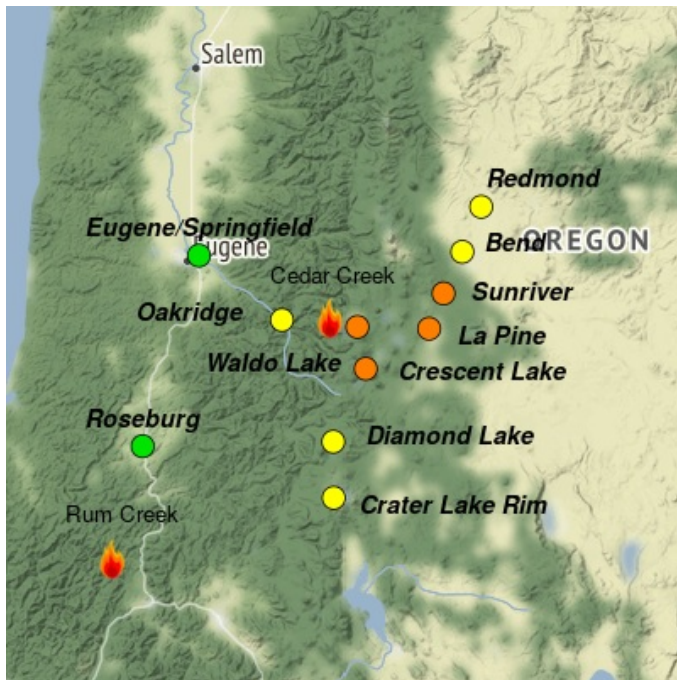 Salem
Redmond
Eugene/Springfield
Eugene
Bend
OREGON
Cedar Creek
Sunriver
Oakridge
La Pine
Waldo Lake
Crescent Lake
Roseburg
Diamond Lake
Crater Lake Rim
Rum Creek